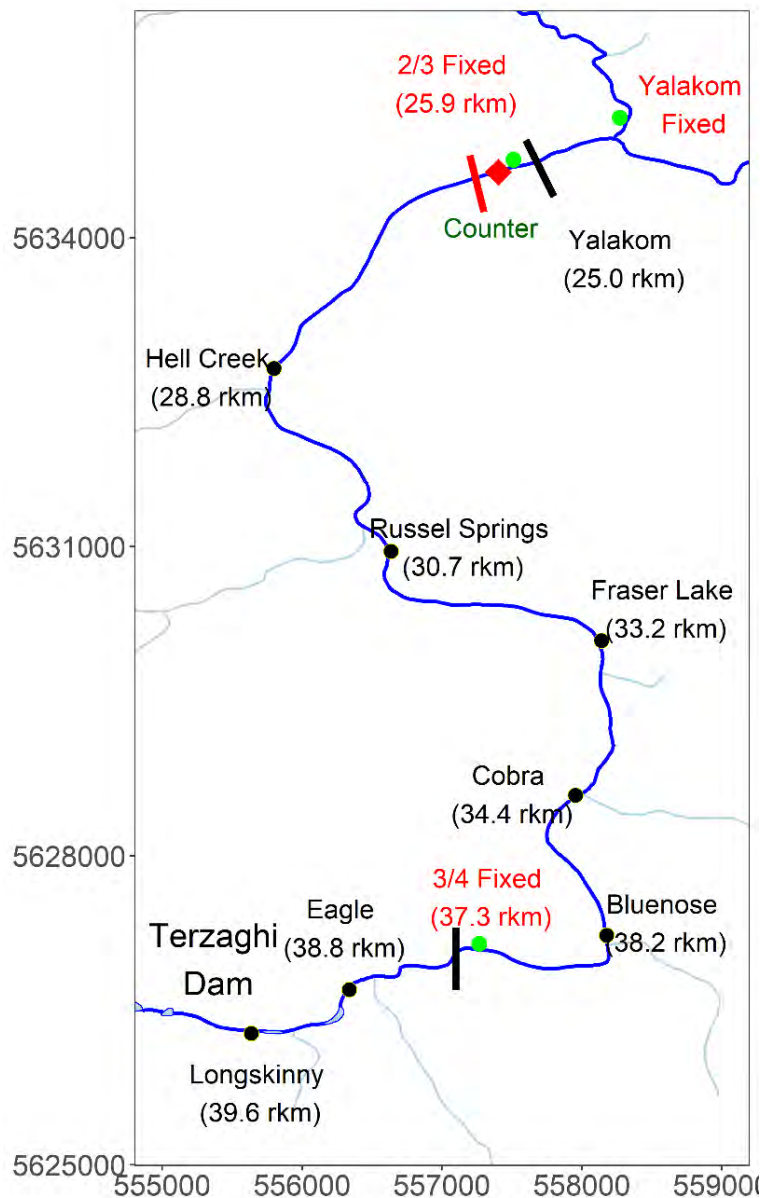 2/3 Fixed
(25.9 rkm)
Yalakom
Fixed
5634000
Counter
Yalakom
(25.0 rkm)
Hell Creek
(28.8 rkm)
5631000
Russel Springs
(30.7 rkm)
Fraser Lake
(33.2 rkm)
Cobra
(34.4 rkm)
5628000
3/4 Fixed
(37.3 rkm)
Eagle
(38.8 rkm)
Bluenose
(38.2 rkm)
Terzaghi
Dam
Longskinny
(39.6 rkm)
5625000
555000 556000 557000 558000 559000